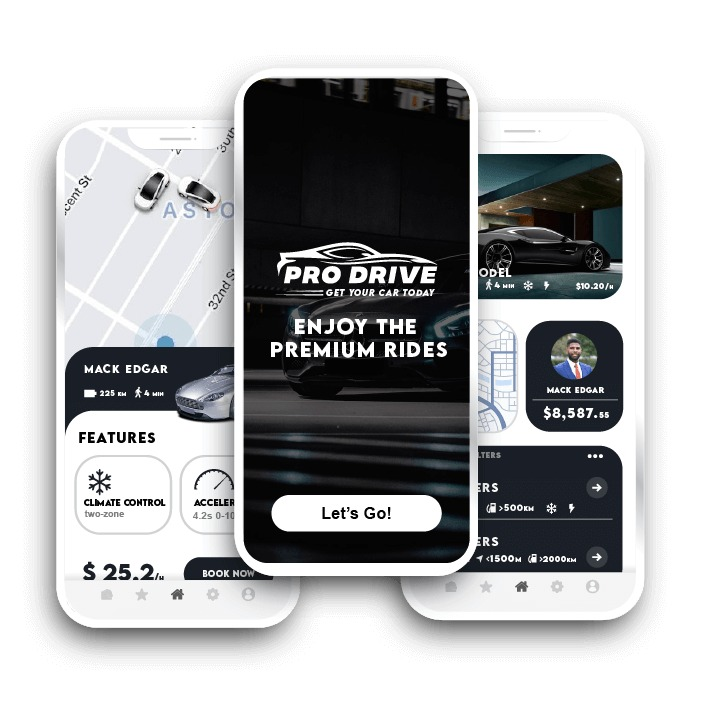 cent St
30th
ASTO
32nd S
MACK EDGAR
225 KM 4 MIN
FEATURES
CLIMATE CONTROL
two-zone
ACCELER
4.2s 0-10
$ 25.2/H
BOOK NOW
PRO DRIVE
GET YOUR CAR TODAY
ENJOY THE
PREMIUM RIDES
Let's Go!
ODEL
4 MIN $10.20/H
MACK EDGAR
$8,587.55
LTERS
ERS
>500KM
ERS
<1500M >2000KM